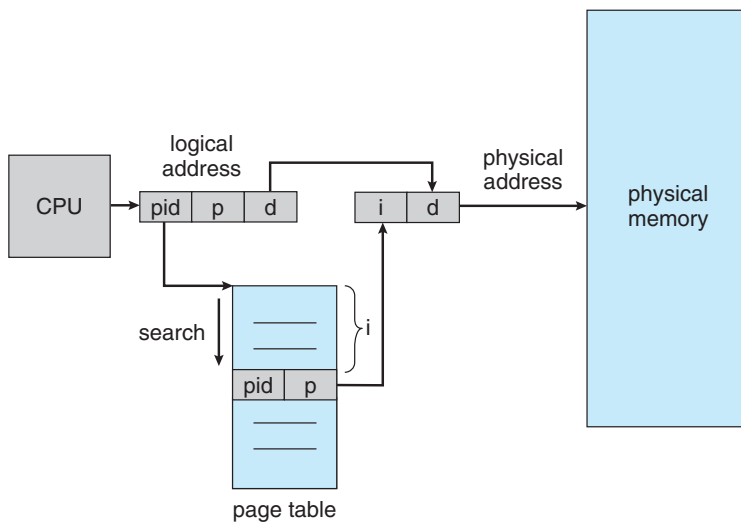 logical
address
physical
address
CPU
pid p d
i d
physical
memory
search
i
pid p
page table